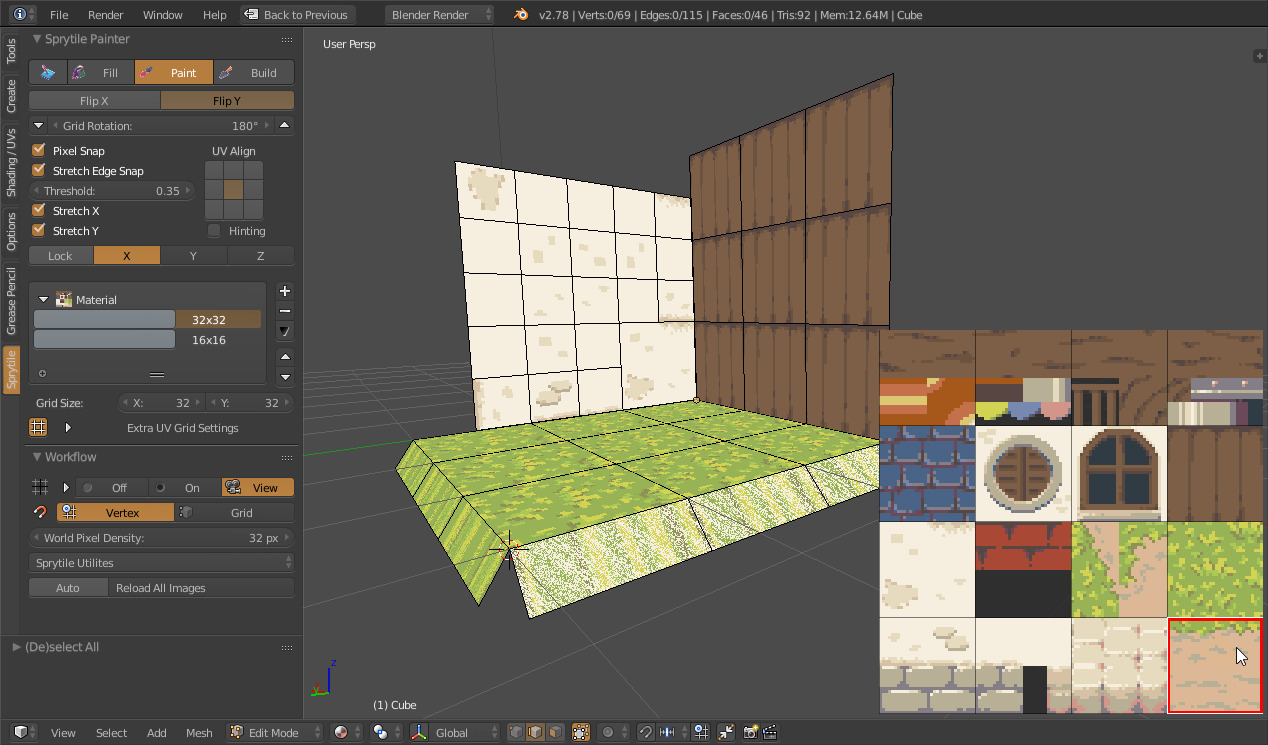 File Render Window Help Back to Previous Blender Render v2.78 | Verts:0/69 | Edges:0/115 | Faces:0/46 | Tris:92 | Mem:12.64M | Cube
Tools
Create
Shading / UVs
Options
Grease Pencil
Sprytile
Sprytile Painter
Fill Paint Build
Flip X Flip Y
Grid Rotation: 180°
Pixel Snap UV Align
Stretch Edge Snap
Threshold: 0.35
Stretch X
Stretch Y Hinting
Lock X Y Z
Material
32x32
16x16
Grid Size: X: 32 Y: 32
Extra UV Grid Settings
Workflow
Off On View
Vertex Grid
World Pixel Density: 32 px
Sprytile Utilites
Auto Reload All Images
(De)select All
User Persp
z
y
(1) Cube
View Select Add Mesh Edit Mode Global